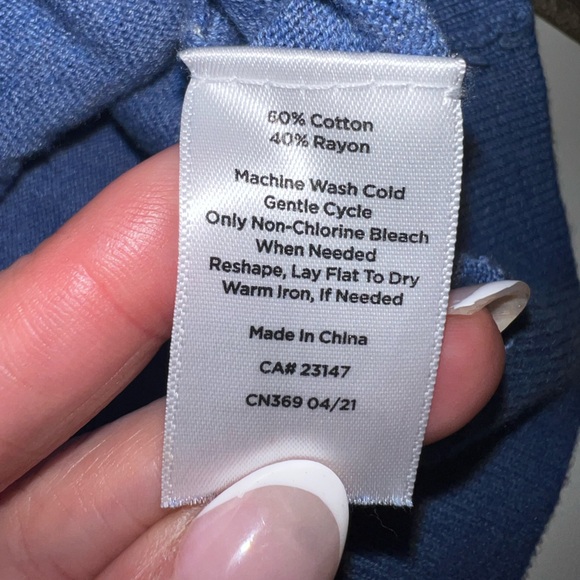 60% Cotton
40% Rayon
Machine Wash Cold
Gentle Cycle
Only Non-Chlorine Bleach
When Needed
Reshape, Lay Flat To Dry
Warm Iron, If Needed
Made In China
CA# 23147
CN369 04/21